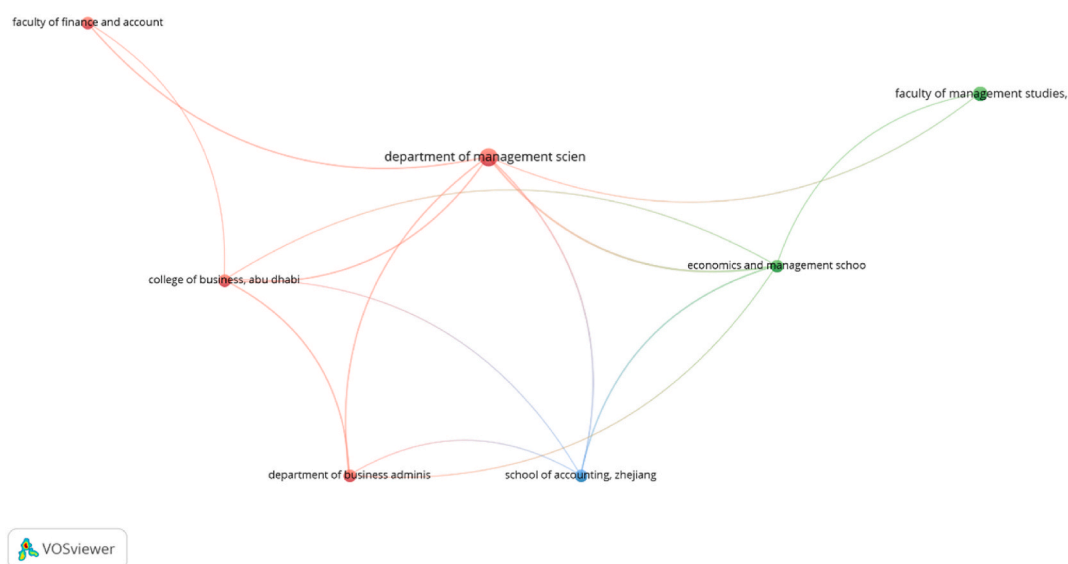 faculty of finance and account
faculty of management studies,
department of management scien
economics and management schoo
college of business, abu dhabi
department of business adminis
school of accounting, zhejiang
VOSviewer